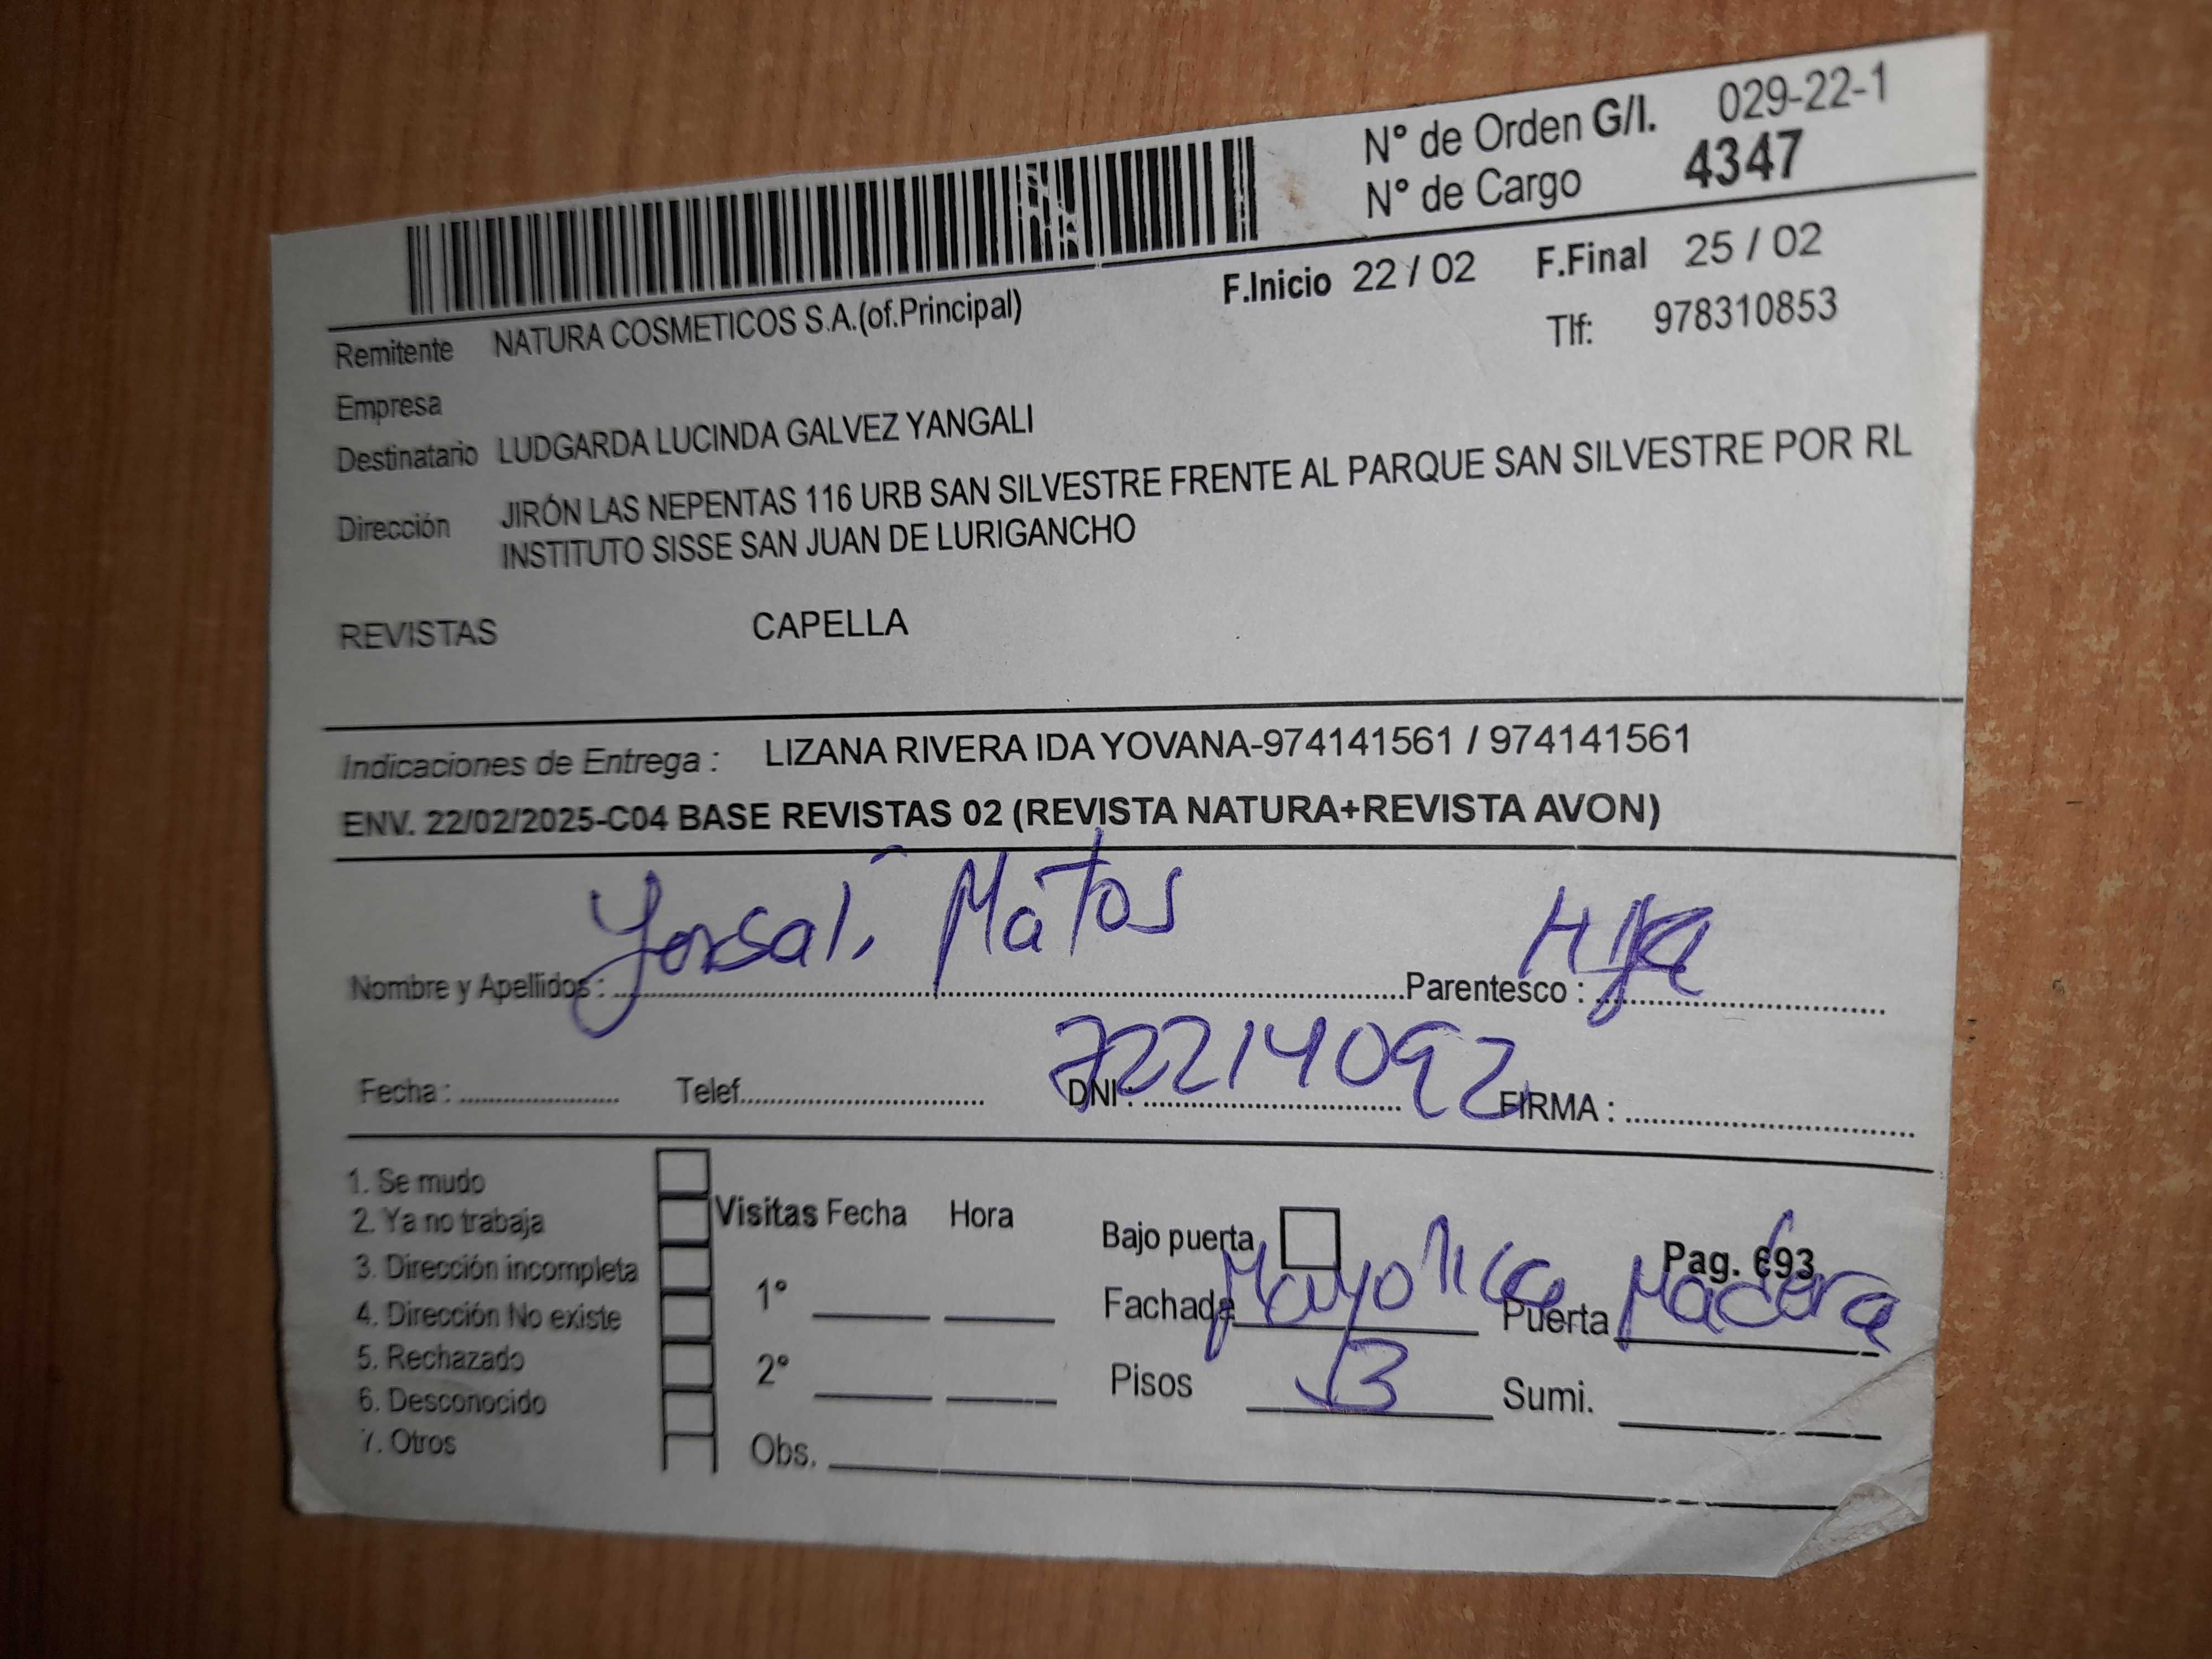 N° de Orden G/I. 029-22-1
N° de Cargo 4347
F.Inicio 22 / 02 F.Final 25 / 02
Remitente NATURA COSMETICOS S.A.(of.Principal) Tlf: 978310853
Empresa
Destinatario LUDGARDA LUCINDA GALVEZ YANGALI
Dirección JIRÓN LAS NEPENTAS 116 URB SAN SILVESTRE FRENTE AL PARQUE SAN SILVESTRE POR RL
INSTITUTO SISSE SAN JUAN DE LURIGANCHO
REVISTAS CAPELLA
Indicaciones de Entrega : LIZANA RIVERA IDA YOVANA-974141561 / 974141561
ENV. 22/02/2025-C04 BASE REVISTAS 02 (REVISTA NATURA+REVISTA AVON)
Nombre y Apellidos : Matos Parentesco : Hija
Fecha : Telef. DNI : 72214092 FIRMA :
1. Se mudo
2. Ya no trabaja
3. Dirección incompleta
4. Dirección No existe
5. Rechazado
6. Desconocido
7. Otros
Visitas Fecha Hora
1°
2°
Obs.
Bajo puerta Pag. 693
Fachada Mayolica Puerta Madera
Pisos 3 Sumi.